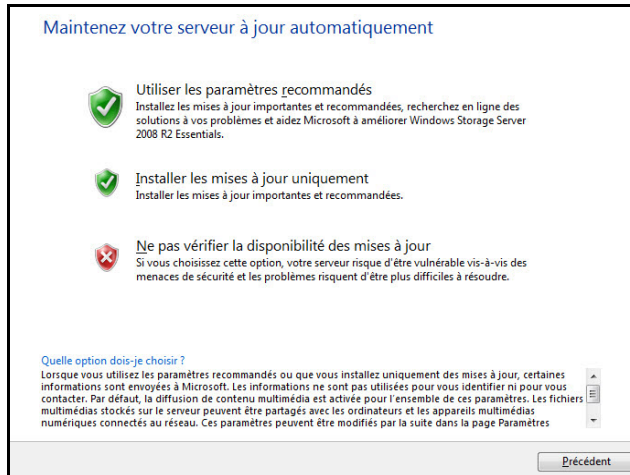 Maintenez votre serveur à jour automatiquement
Utiliser les paramètres recommandés
Installez les mises à jour importantes et recommandées, recherchez en ligne des
solutions à vos problèmes et aidez Microsoft à améliorer Windows Storage Server
2008 R2 Essentials.
Installer les mises à jour uniquement
Installer les mises à jour importantes et recommandées.
Ne pas vérifier la disponibilité des mises à jour
Si vous choisissez cette option, votre serveur risque d'être vulnérable vis-à-vis des
menaces de sécurité et les problèmes risquent d'être plus difficiles à résoudre.
Quelle option dois-je choisir ?
Lorsque vous utilisez les paramètres recommandés ou que vous installez uniquement des mises à jour, certaines
informations sont envoyées à Microsoft. Les informations ne sont pas utilisées pour vous identifier ni pour vous
contacter. Par défaut, la diffusion de contenu multimédia est activée pour l'ensemble de ces paramètres. Les fichiers
multimédias stockés sur le serveur peuvent être partagés avec les ordinateurs et les appareils multimédias
numériques connectés au réseau. Ces paramètres peuvent être modifiés par la suite dans la page Paramètres
Précédent